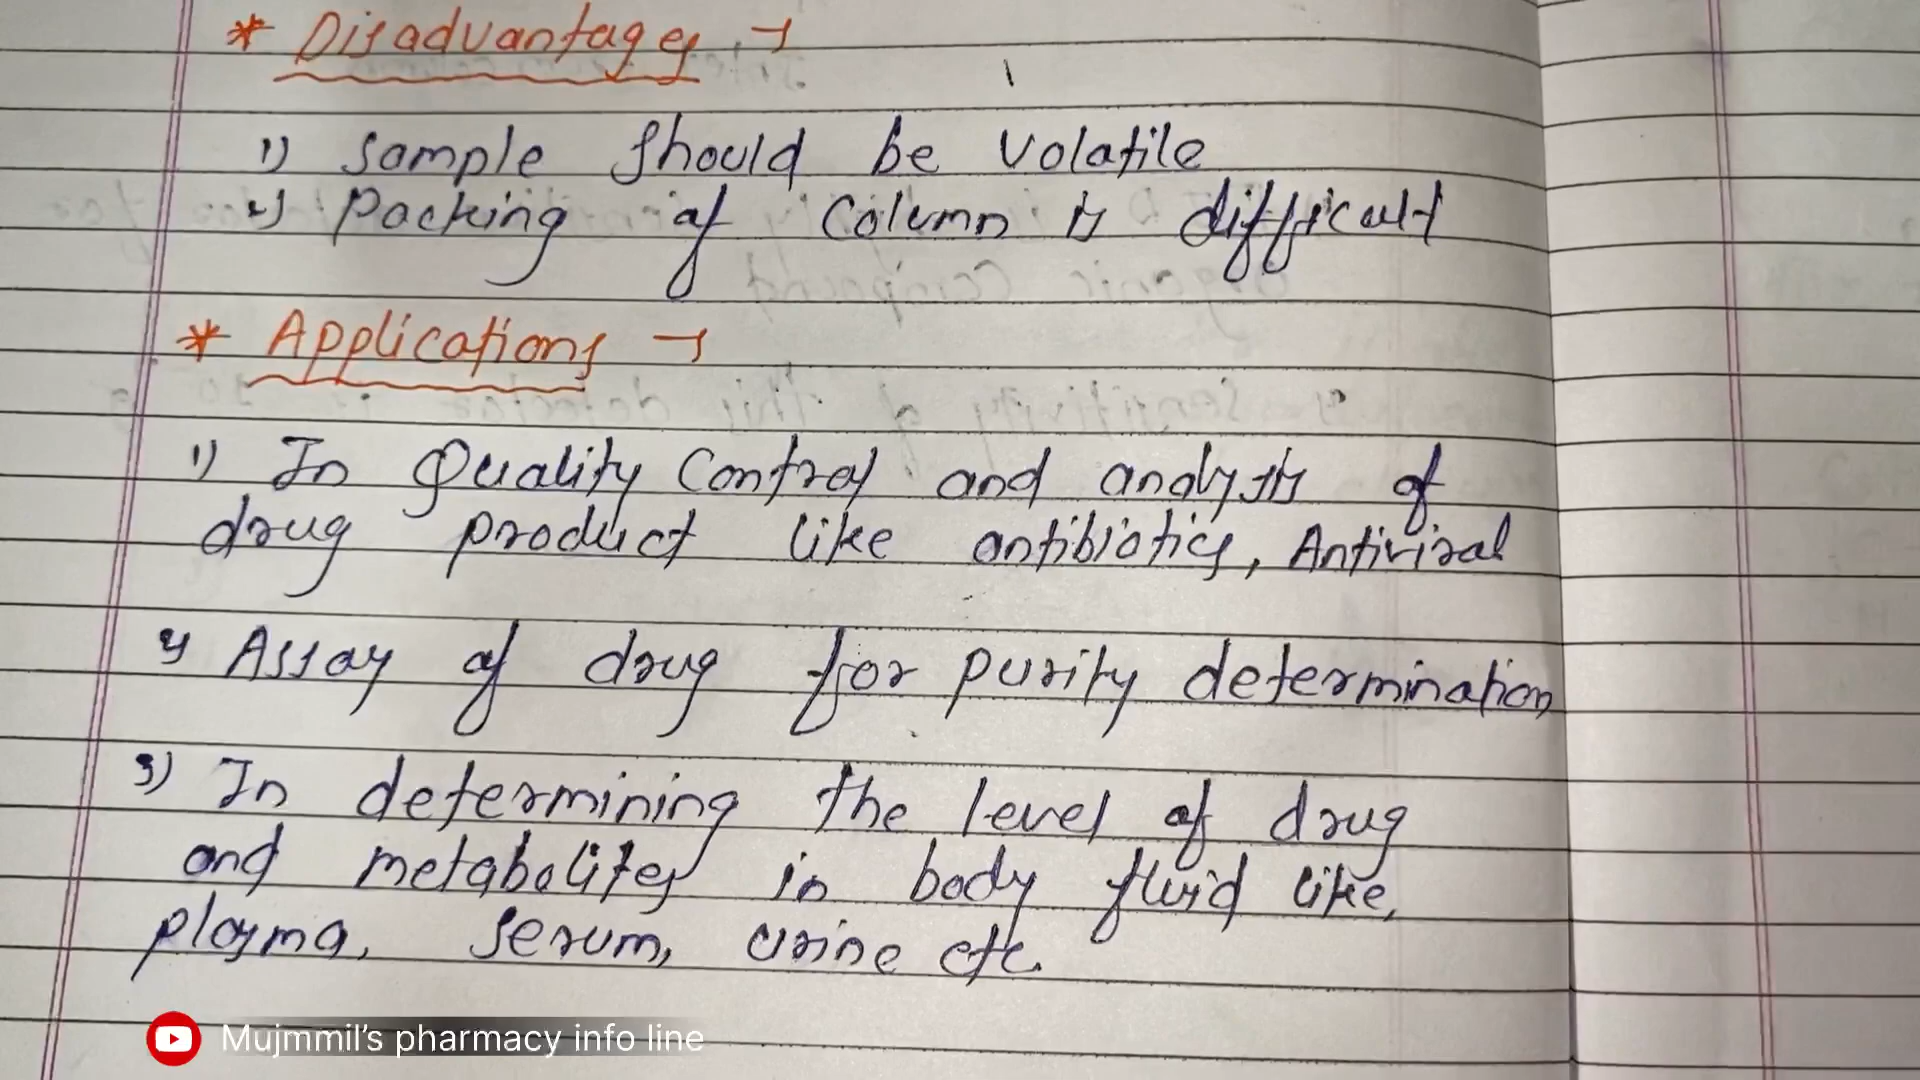 * Disadvantages →
1) Sample should be volatile
2) Packing of Column is difficult
* Applications →
1) In Quality Control and analysis of
drug product like antibiotics, Antiviral
2) Assay of drug for purity determination
3) In determining the level of drug
and metabolites in body fluid like,
plasma, serum, urine etc.
Mujmmil's pharmacy info line